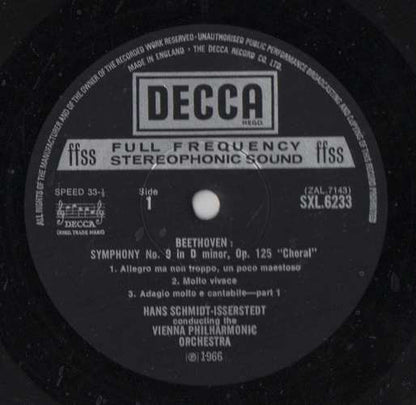 ALL RIGHTS OF THE MANUFACTURER AND OF THE OWNER OF THE RECORDED WORK RESERVED · UNAUTHORISED PUBLIC PERFORMANCE BROADCASTING AND COPYING OF THIS RECORD PROHIBITED
MADE IN ENGLAND · THE DECCA RECORD CO. LTD.
DECCA
REGD.
ffss FULL FREQUENCY STEREOPHONIC SOUND ffss
SPEED 33⅓
Side
1
(ZAL.7143)
SXL.6233
DECCA
(REGD. TRADE MARK)
BEETHOVEN :
SYMPHONY No. 9 in D minor, Op. 125 "Choral"
1. Allegro ma non troppo, un poco maestoso
2. Molto vivace
3. Adagio molto e cantabile—part 1
HANS SCHMIDT-ISSERSTEDT
conducting the
VIENNA PHILHARMONIC
ORCHESTRA
℗ 1966